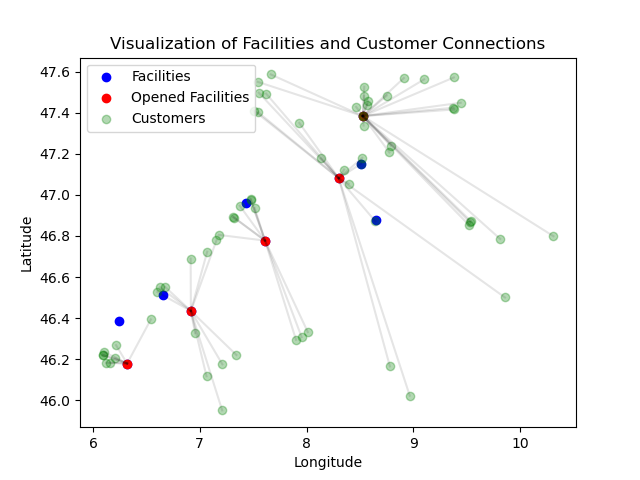 Visualization of Facilities and Customer Connections
Facilities
Opened Facilities
Customers
47.6
47.4
47.2
47.0
46.8
46.6
46.4
46.2
46.0
Latitude
6 7 8 9 10
Longitude